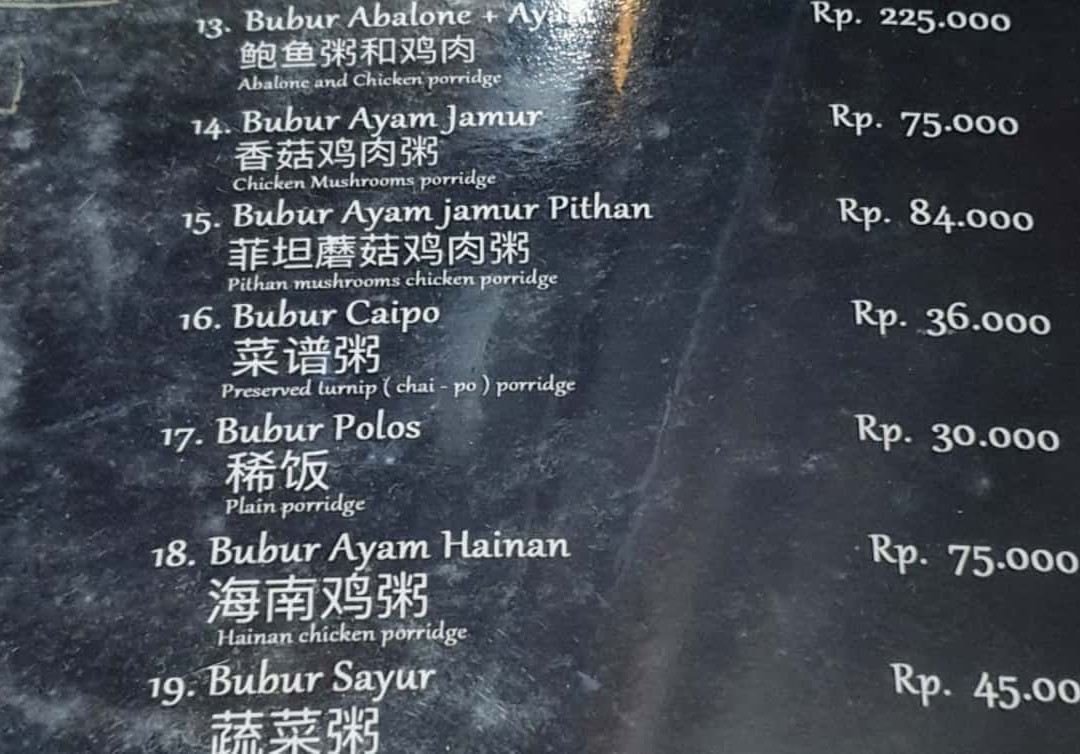 13. Bubur Abalone + Ayam Rp. 225.000
鲍鱼粥和鸡肉
Abalone and Chicken porridge
14. Bubur Ayam Jamur Rp. 75.000
香菇鸡肉粥
Chicken Mushrooms porridge
15. Bubur Ayam jamur Pithan Rp. 84.000
菲坦蘑菇鸡肉粥
Pithan mushrooms chicken porridge
16. Bubur Caipo Rp. 36.000
菜谱粥
Preserved turnip ( chai - po ) porridge
17. Bubur Polos Rp. 30.000
稀饭
Plain porridge
18. Bubur Ayam Hainan Rp. 75.000
海南鸡粥
Hainan chicken porridge
19. Bubur Sayur Rp. 45.00
蔬菜粥